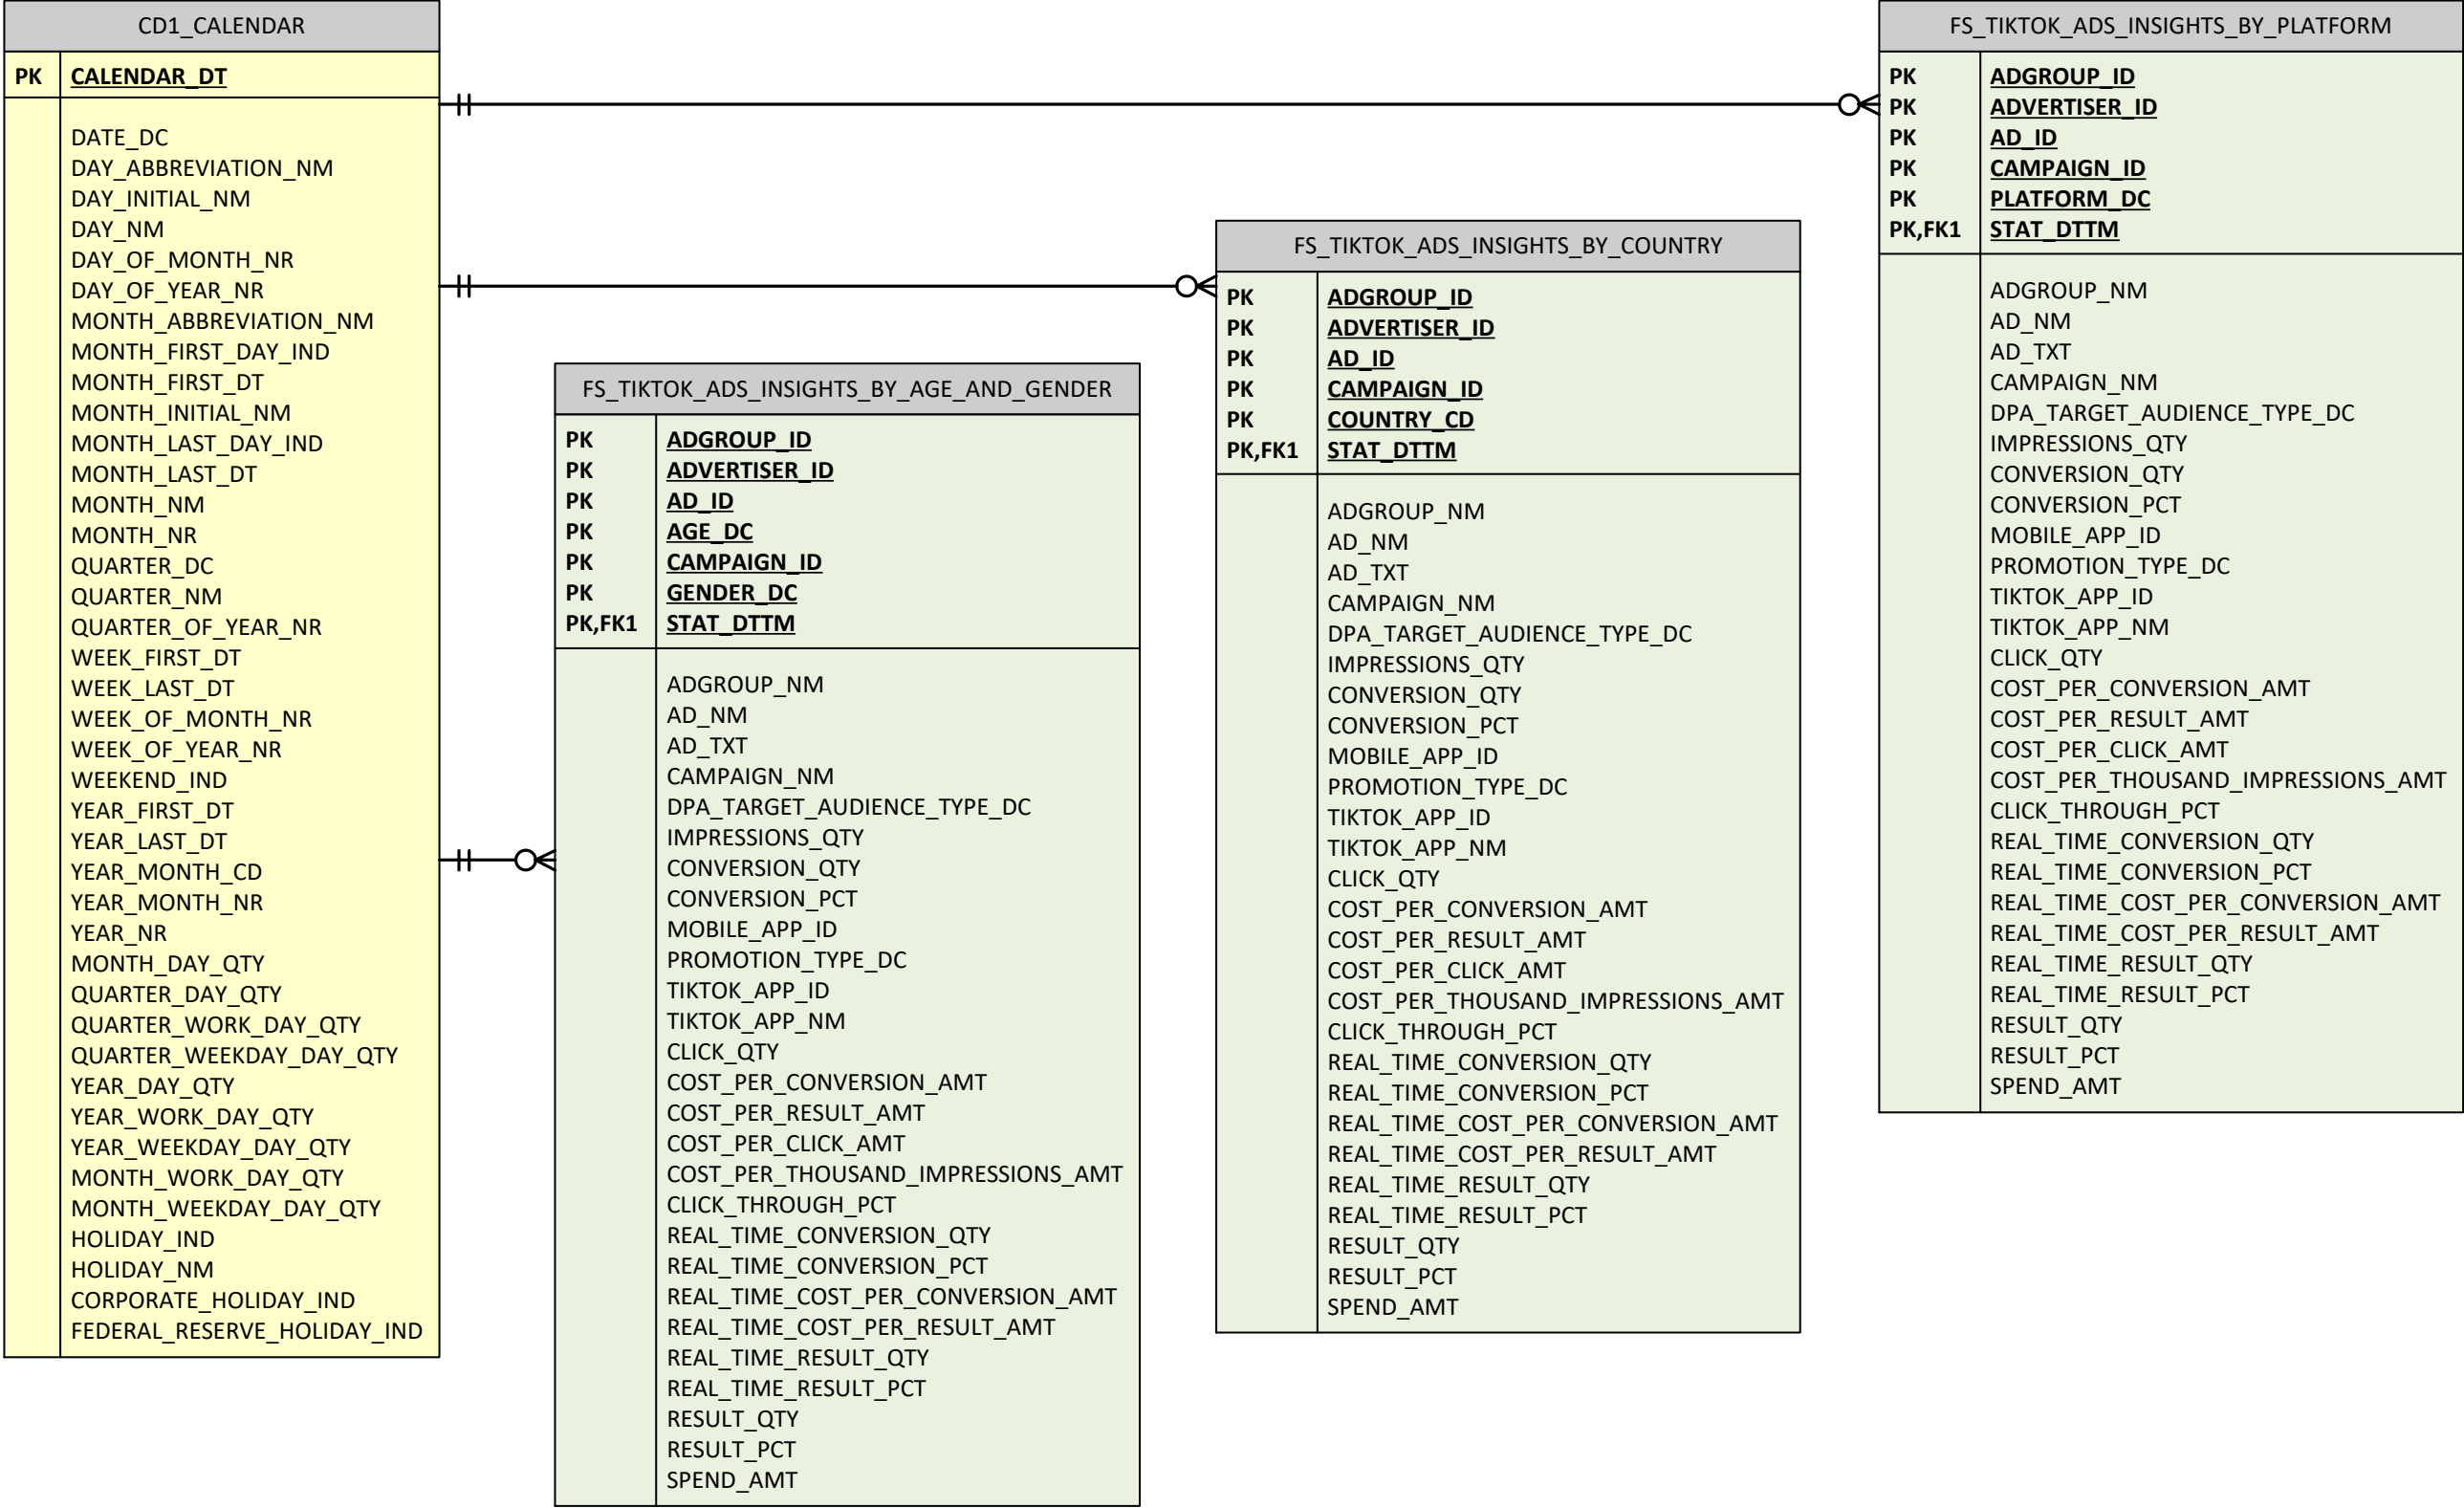 CD1_CALENDAR
PK CALENDAR_DT
DATE_DC
DAY_ABBREVIATION_NM
DAY_INITIAL_NM
DAY_NM
DAY_OF_MONTH_NR
DAY_OF_YEAR_NR
MONTH_ABBREVIATION_NM
MONTH_FIRST_DAY_IND
MONTH_FIRST_DT
MONTH_INITIAL_NM
MONTH_LAST_DAY_IND
MONTH_LAST_DT
MONTH_NM
MONTH_NR
QUARTER_DC
QUARTER_NM
QUARTER_OF_YEAR_NR
WEEK_FIRST_DT
WEEK_LAST_DT
WEEK_OF_MONTH_NR
WEEK_OF_YEAR_NR
WEEKEND_IND
YEAR_FIRST_DT
YEAR_LAST_DT
YEAR_MONTH_CD
YEAR_MONTH_NR
YEAR_NR
MONTH_DAY_QTY
QUARTER_DAY_QTY
QUARTER_WORK_DAY_QTY
QUARTER_WEEKDAY_DAY_QTY
YEAR_DAY_QTY
YEAR_WORK_DAY_QTY
YEAR_WEEKDAY_DAY_QTY
MONTH_WORK_DAY_QTY
MONTH_WEEKDAY_DAY_QTY
HOLIDAY_IND
HOLIDAY_NM
CORPORATE_HOLIDAY_IND
FEDERAL_RESERVE_HOLIDAY_IND
FS_TIKTOK_ADS_INSIGHTS_BY_AGE_AND_GENDER
PK ADGROUP_ID
PK ADVERTISER_ID
PK AD_ID
PK AGE_DC
PK CAMPAIGN_ID
PK GENDER_DC
PK,FK1 STAT_DTTM
ADGROUP_NM
AD_NM
AD_TXT
CAMPAIGN_NM
DPA_TARGET_AUDIENCE_TYPE_DC
IMPRESSIONS_QTY
CONVERSION_QTY
CONVERSION_PCT
MOBILE_APP_ID
PROMOTION_TYPE_DC
TIKTOK_APP_ID
TIKTOK_APP_NM
CLICK_QTY
COST_PER_CONVERSION_AMT
COST_PER_RESULT_AMT
COST_PER_CLICK_AMT
COST_PER_THOUSAND_IMPRESSIONS_AMT
CLICK_THROUGH_PCT
REAL_TIME_CONVERSION_QTY
REAL_TIME_CONVERSION_PCT
REAL_TIME_COST_PER_CONVERSION_AMT
REAL_TIME_COST_PER_RESULT_AMT
REAL_TIME_RESULT_QTY
REAL_TIME_RESULT_PCT
RESULT_QTY
RESULT_PCT
SPEND_AMT
FS_TIKTOK_ADS_INSIGHTS_BY_COUNTRY
PK ADGROUP_ID
PK ADVERTISER_ID
PK AD_ID
PK CAMPAIGN_ID
PK COUNTRY_CD
PK,FK1 STAT_DTTM
ADGROUP_NM
AD_NM
AD_TXT
CAMPAIGN_NM
DPA_TARGET_AUDIENCE_TYPE_DC
IMPRESSIONS_QTY
CONVERSION_QTY
CONVERSION_PCT
MOBILE_APP_ID
PROMOTION_TYPE_DC
TIKTOK_APP_ID
TIKTOK_APP_NM
CLICK_QTY
COST_PER_CONVERSION_AMT
COST_PER_RESULT_AMT
COST_PER_CLICK_AMT
COST_PER_THOUSAND_IMPRESSIONS_AMT
CLICK_THROUGH_PCT
REAL_TIME_CONVERSION_QTY
REAL_TIME_CONVERSION_PCT
REAL_TIME_COST_PER_CONVERSION_AMT
REAL_TIME_COST_PER_RESULT_AMT
REAL_TIME_RESULT_QTY
REAL_TIME_RESULT_PCT
RESULT_QTY
RESULT_PCT
SPEND_AMT
FS_TIKTOK_ADS_INSIGHTS_BY_PLATFORM
PK ADGROUP_ID
PK ADVERTISER_ID
PK AD_ID
PK CAMPAIGN_ID
PK PLATFORM_DC
PK,FK1 STAT_DTTM
ADGROUP_NM
AD_NM
AD_TXT
CAMPAIGN_NM
DPA_TARGET_AUDIENCE_TYPE_DC
IMPRESSIONS_QTY
CONVERSION_QTY
CONVERSION_PCT
MOBILE_APP_ID
PROMOTION_TYPE_DC
TIKTOK_APP_ID
TIKTOK_APP_NM
CLICK_QTY
COST_PER_CONVERSION_AMT
COST_PER_RESULT_AMT
COST_PER_CLICK_AMT
COST_PER_THOUSAND_IMPRESSIONS_AMT
CLICK_THROUGH_PCT
REAL_TIME_CONVERSION_QTY
REAL_TIME_CONVERSION_PCT
REAL_TIME_COST_PER_CONVERSION_AMT
REAL_TIME_COST_PER_RESULT_AMT
REAL_TIME_RESULT_QTY
REAL_TIME_RESULT_PCT
RESULT_QTY
RESULT_PCT
SPEND_AMT